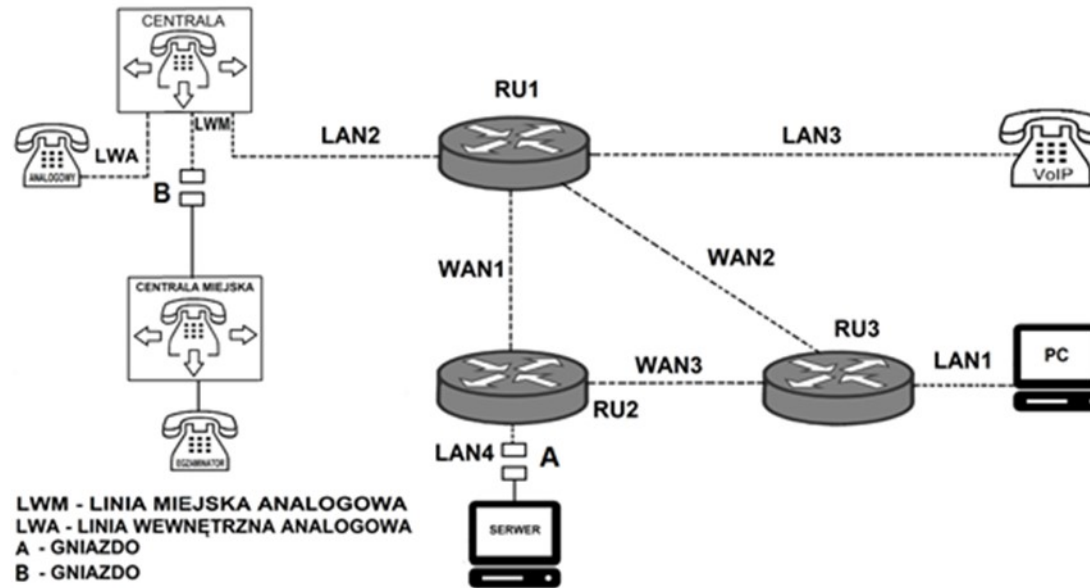 CENTRALA
RU1
LWM
LAN2
LAN3
LWA
ANALOGOWY
VoIP
B
WAN1
WAN2
CENTRALA MIEJSKA
RU3
PC
LAN1
WAN3
RU2
LAN4
A
EGZAMINATOR
SERWER
LWM - LINIA MIEJSKA ANALOGOWA
LWA - LINIA WEWNĘTRZNA ANALOGOWA
A - GNIAZDO
B - GNIAZDO